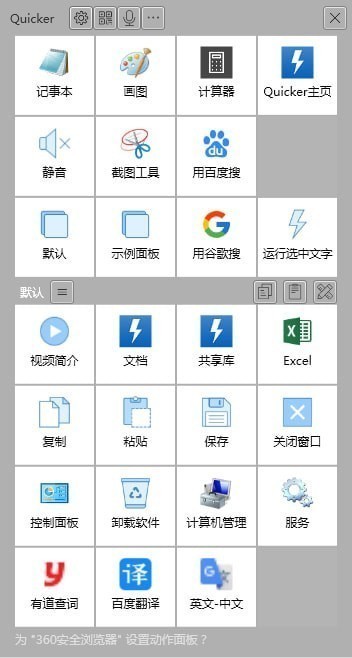 Quicker
记事本 画图 计算器 Quicker主页
静音 截图工具 用百度搜
du
默认 示例面板 用谷歌搜 运行选中文字
默认
视频简介 文档 共享库 Excel
复制 粘贴 保存 关闭窗口
控制面板 卸载软件 计算机管理 服务
y 译 G
有道查词 百度翻译 英文-中文
为 "360安全浏览器" 设置动作面板？